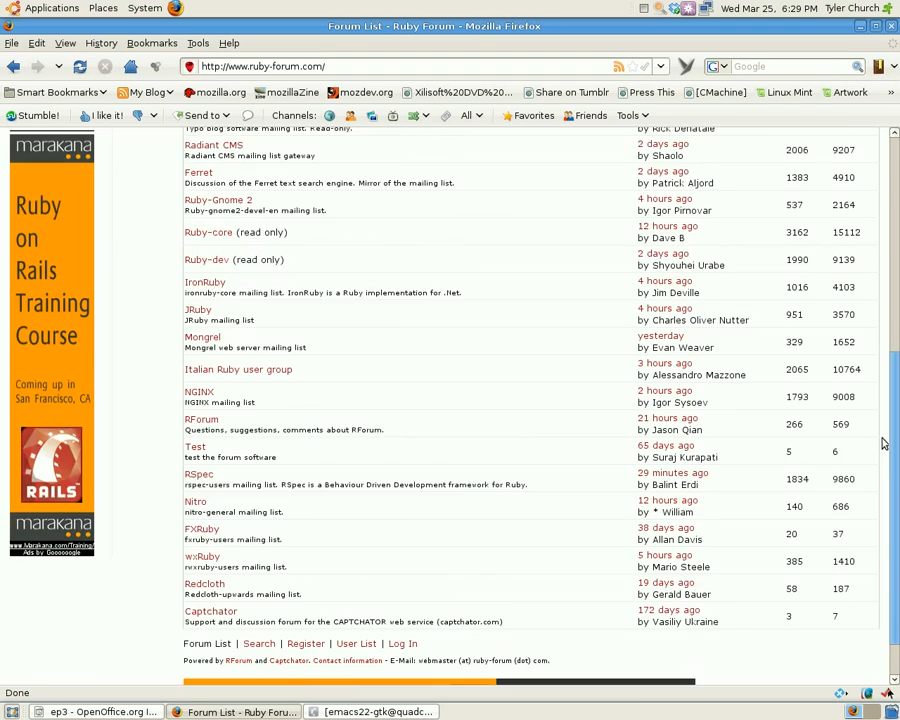 Applications Places System Wed Mar 25, 6:29 PM Tyler Church
Forum List - Ruby Forum - Mozilla Firefox
File Edit View History Bookmarks Tools Help
http://www.ruby-forum.com/ Google
Smart Bookmarks My Blog mozilla.org mozillaZine mozdev.org Xilisoft%20DVD%20... Share on Tumblr Press This [CMachine] Linux Mint Artwork
Stumble! I like it! Send to Channels: All Favorites Friends Tools
Typo blog software mailing list. Read-only. by Rick Denatale
marakana
Ruby
on
Rails
Training
Course
Coming up in
San Francisco, CA
RAILS
marakana
www.Marakana.com/Training/
Ads by Goooooogle
Radiant CMS 2 days ago
Radiant CMS mailing list gateway by Shaolo 2006 9207
Ferret 2 days ago
Discussion of the Ferret text search engine. Mirror of the mailing list. by Patrick Aljord 1383 4910
Ruby-Gnome 2 4 hours ago
Ruby-gnome2-devel-en mailing list. by Igor Pirnovar 537 2164
Ruby-core (read only) 12 hours ago by Dave B 3162 15112
Ruby-dev (read only) 2 days ago by Shyouhei Urabe 1990 9139
IronRuby 4 hours ago
ironruby-core mailing list. IronRuby is a Ruby implementation for .Net. by Jim Deville 1016 4103
JRuby 4 hours ago
JRuby mailing list by Charles Oliver Nutter 951 3570
Mongrel yesterday
Mongrel web server mailing list by Evan Weaver 329 1652
Italian Ruby user group 3 hours ago by Alessandro Mazzone 2065 10764
NGINX 2 hours ago
NGINX mailing list by Igor Sysoev 1793 9008
RForum 21 hours ago
Questions, suggestions, comments about RForum. by Jason Qian 266 569
Test 65 days ago
test the forum software by Suraj Kurapati 5 6
RSpec 29 minutes ago
rspec-users mailing list. RSpec is a Behaviour Driven Development framework for Ruby. by Balint Erdi 1834 9860
Nitro 12 hours ago
nitro-general mailing list. by * William 140 686
FXRuby 38 days ago
fxruby-users mailing list. by Allan Davis 20 37
wxRuby 5 hours ago
rwxruby-users mailing list. by Mario Steele 385 1410
Redcloth 19 days ago
Redcloth-upwards mailing list. by Gerald Bauer 58 187
Captchator 172 days ago
Support and discussion forum for the CAPTCHATOR web service (captchator.com) by Vasiliy Ukraine 3 7
Forum List | Search | Register | User List | Log In
Powered by RForum and Captchator. Contact information - E-Mail: webmaster (at) ruby-forum (dot) com.
Done
ep3 - OpenOffice.org I... Forum List - Ruby Foru... [emacs22-gtk@quadc...